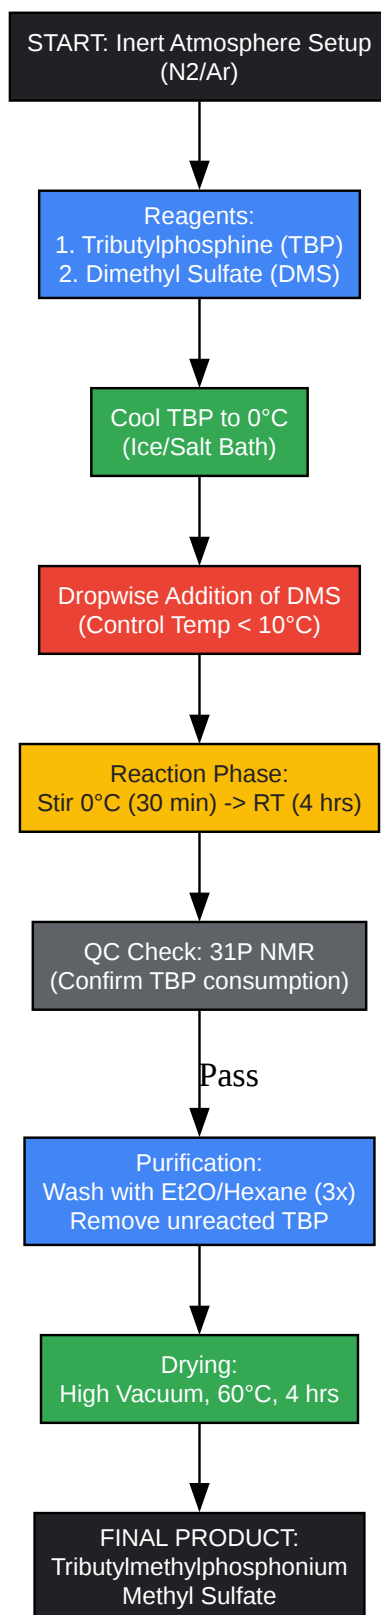 START: Inert Atmosphere Setup
(N2/Ar)
Reagents:
1. Tributylphosphine (TBP)
2. Dimethyl Sulfate (DMS)
Cool TBP to 0°C
(Ice/Salt Bath)
Dropwise Addition of DMS
(Control Temp < 10°C)
Reaction Phase:
Stir 0°C (30 min) -> RT (4 hrs)
QC Check: 31P NMR
(Confirm TBP consumption)
Pass
Purification:
Wash with Et2O/Hexane (3x)
Remove unreacted TBP
Drying:
High Vacuum, 60°C, 4 hrs
FINAL PRODUCT:
Tributylmethylphosphonium
Methyl Sulfate